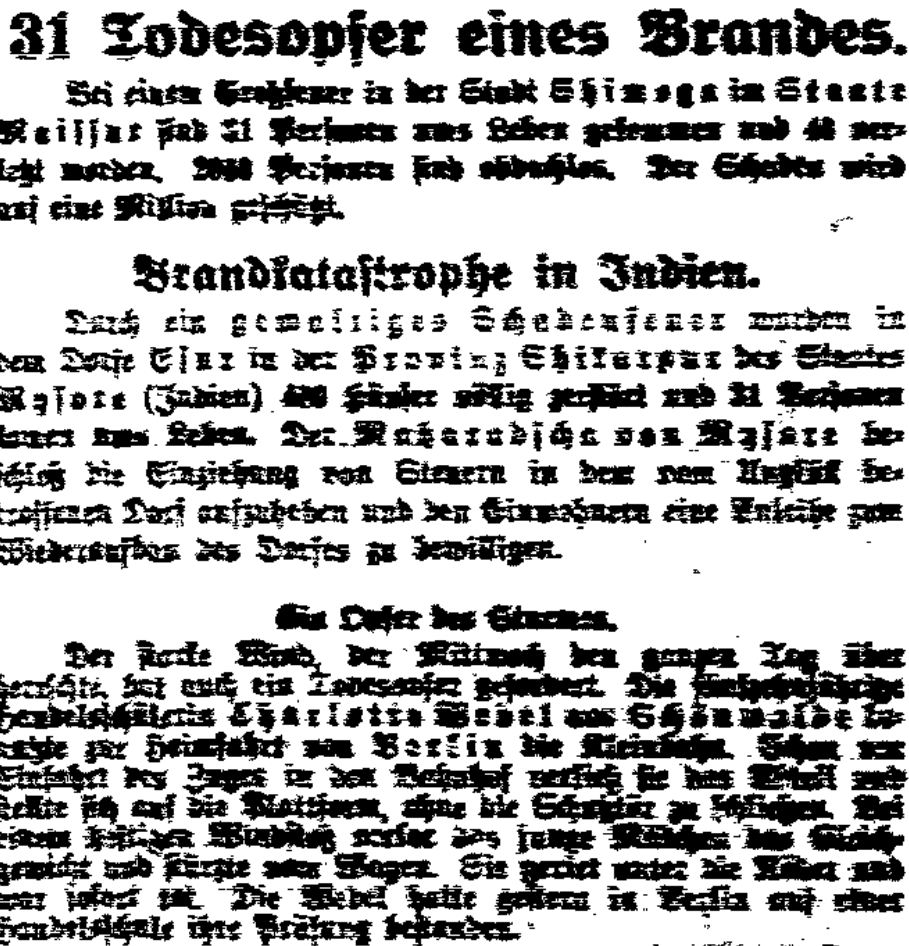 31 Todesopfer eines Brandes.
Bei einem Großfeuer in der Stadt Shimoga im Staate
Maissur sind 31 Personen ums Leben gekommen und 40 ver-
letzt worden. Personen sind obdachlos. Der Schaden wird
auf eine Million geschätzt.
Brandkatastrophe in Indien.
Durch ein gewaltiges Schadenfeuer wurden in
dem Dorfe in der Provinz des Staates
Mysore (Indien) 400 Häuser völlig zerstört und 31 Personen
kamen ums Leben. Der Maharadscha von Mysore be-
schloß die Einziehung von Steuern in dem vom Unglück be-
troffenen Dorf aufzuheben und den Einwohnern eine Anleihe zum
Wiederaufbau des Dorfes zu bewilligen.
Ein Opfer des Sturmes.
Der starke Wind, der Mittwoch den ganzen Tag über
herrschte, hat auch ein Todesopfer gefordert. Die
Handelsschülerin Charlotte Webel aus Schönwalde be-
nutzte zur Heimfahrt von Berlin die Kleinbahn. Schon vor
Einfahrt des Zuges in den Bahnhof verließ sie das Abteil und
stellte sich auf die Plattform, ohne die zu schließen. Bei
einem heftigen Windstoß verlor das junge Mädchen das Gleich-
gewicht und stürzte vom Wagen. Sie geriet unter die Räder und
war sofort tot. Die Webel hatte gestern in Berlin auf einer
Handelsschule ihre Prüfung bestanden.